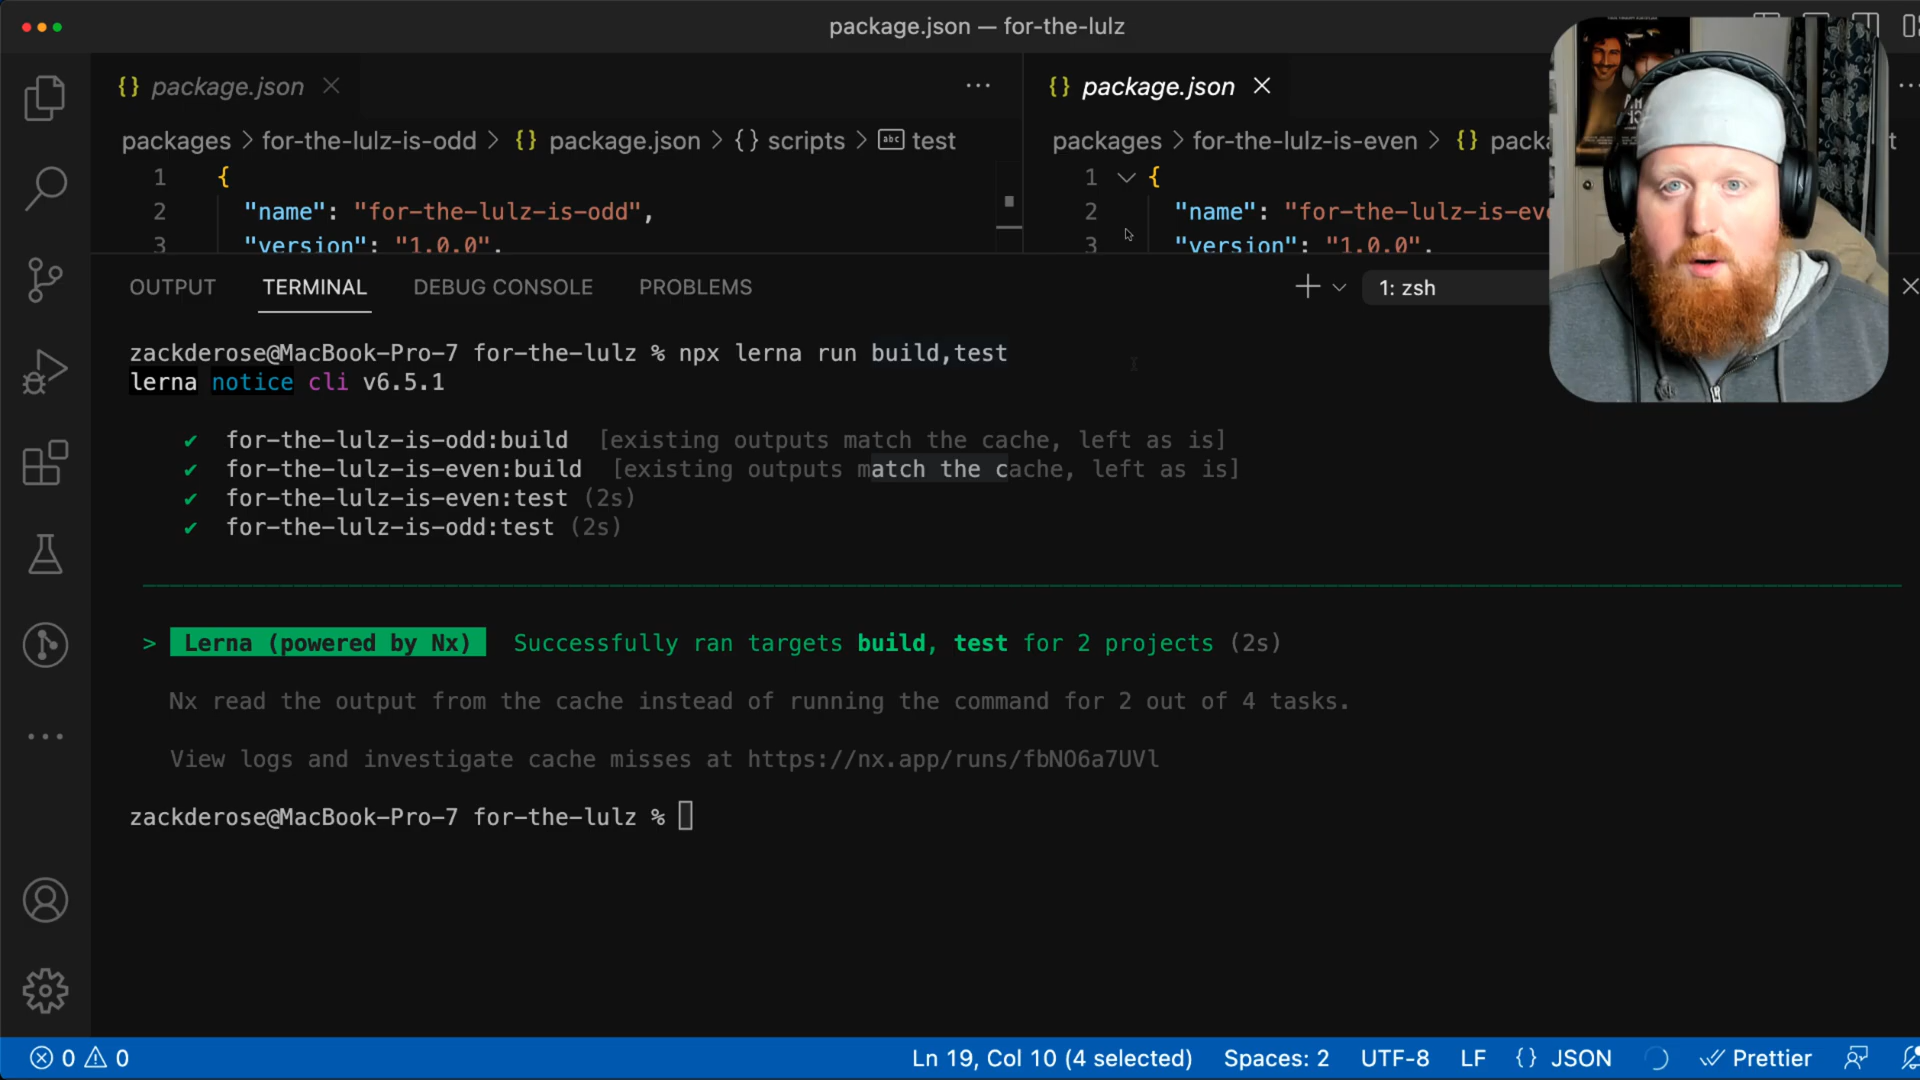 package.json — for-the-lulz
package.json
package.json
packages > for-the-lulz-is-odd > {} package.json > {} scripts > abc test
packages > for-the-lulz-is-even > {}
1 {
2 "name": "for-the-lulz-is-odd",
3 "version": "1.0.0",
1 {
2 "name":
3 "version": "1.0.0",
OUTPUT TERMINAL DEBUG CONSOLE PROBLEMS
1: zsh
zackderose@MacBook-Pro-7 for-the-lulz % npx lerna run build,test
lerna notice cli v6.5.1
✔ for-the-lulz-is-odd:build [existing outputs match the cache, left as is]
✔ for-the-lulz-is-even:build [existing outputs match the cache, left as is]
✔ for-the-lulz-is-even:test (2s)
✔ for-the-lulz-is-odd:test (2s)
> Lerna (powered by Nx) Successfully ran targets build, test for 2 projects (2s)
Nx read the output from the cache instead of running the command for 2 out of 4 tasks.
View logs and investigate cache misses at https://nx.app/runs/fbNO6a7UVl
zackderose@MacBook-Pro-7 for-the-lulz %
0 0
Ln 19, Col 10 (4 selected) Spaces: 2 UTF-8 LF {} JSON Prettier